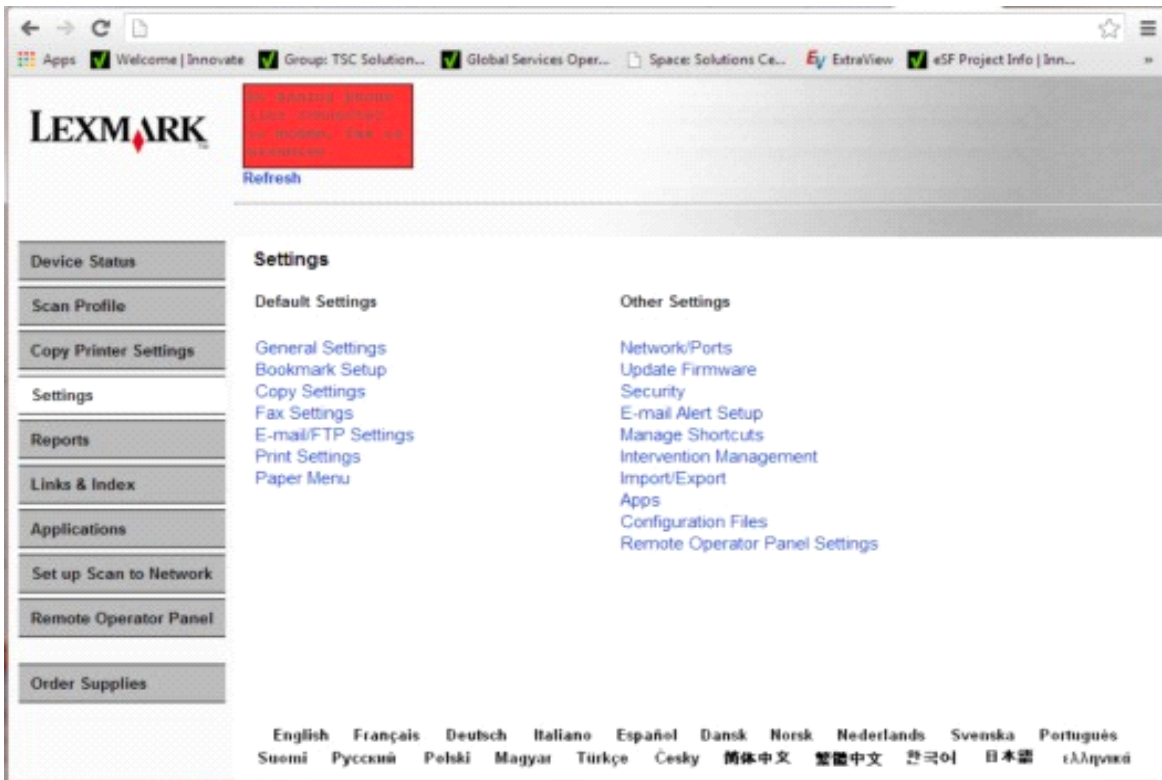 Apps Welcome | Innovate Group: TSC Solution... Global Services Oper... Space: Solutions Ce... EV ExtraView eSF Project Info | Inn... »
LEXMARK
Refresh
Device Status
Scan Profile
Copy Printer Settings
Settings
Reports
Links & Index
Applications
Set up Scan to Network
Remote Operator Panel
Order Supplies
Settings
Default Settings
General Settings
Bookmark Setup
Copy Settings
Fax Settings
E-mail/FTP Settings
Print Settings
Paper Menu
Other Settings
Network/Ports
Update Firmware
Security
E-mail Alert Setup
Manage Shortcuts
Intervention Management
Import/Export
Apps
Configuration Files
Remote Operator Panel Settings
English Français Deutsch Italiano Español Dansk Norsk Nederlands Svenska Português
Suomi Русский Polski Magyar Türkçe Česky 简体中文 繁體中文 한국어 日本語 ελληνικά